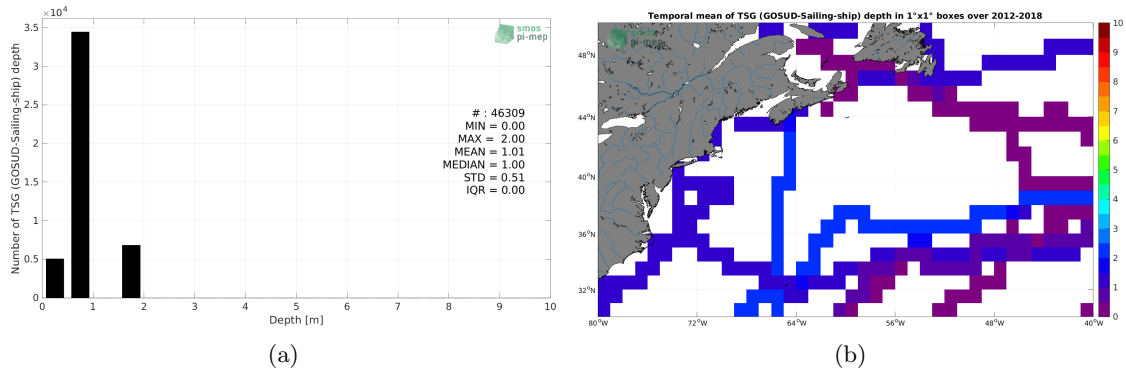 ×10⁴
3.5
3
2.5
2
1.5
1
0.5
0
0 1 2 3 4 5 6 7 8 9 10
Number of TSG (GOSUD-Sailing-ship) depth
Depth [m]
smos
pi-mep
# : 46309
MIN = 0.00
MAX = 2.00
MEAN = 1.01
MEDIAN = 1.00
STD = 0.51
IQR = 0.00
(a)
Temporal mean of TSG (GOSUD-Sailing-ship) depth in 1°x1° boxes over 2012-2018
smos
pi-mep
48°N
44°N
40°N
36°N
32°N
80°W 72°W 64°W 56°W 48°W 40°W
10
9
8
7
6
5
4
3
2
1
0
(b)